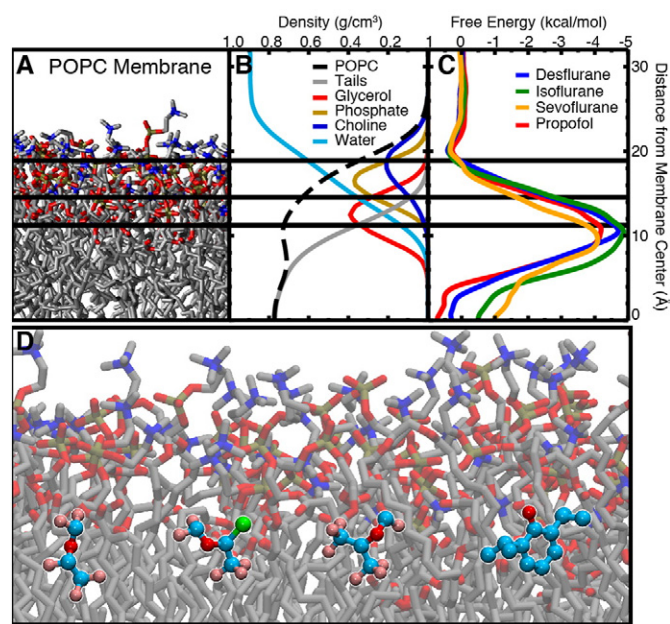 Density (g/cm³)
Free Energy (kcal/mol)
1.0 0.8 0.6 0.4 0.2 1 0 -1 -2 -3 -4 -5
A POPC Membrane
B
POPC
Tails
Glycerol
Phosphate
Choline
Water
C
Desflurane
Isoflurane
Sevoflurane
Propofol
30
20
10
0
Distance from Membrane Center (Å)
D